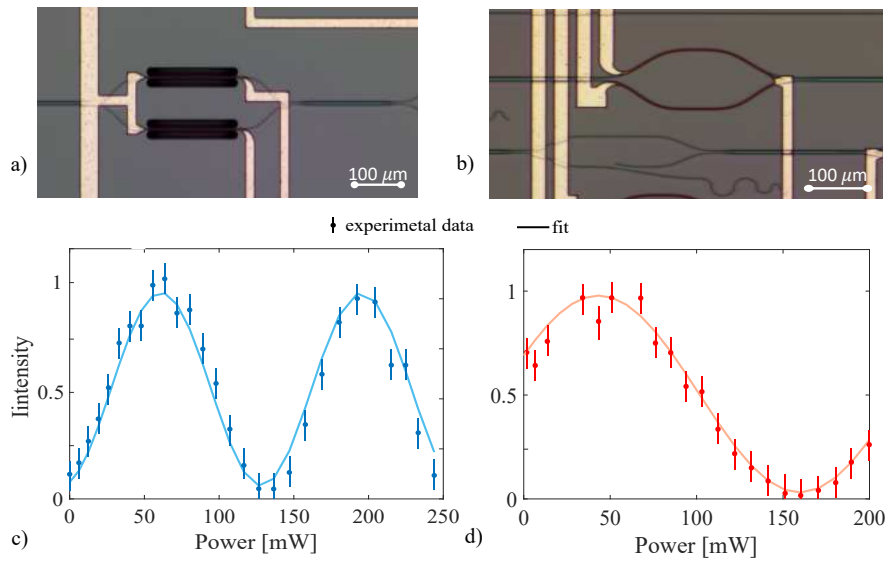 a)
100 μm
b)
100 μm
experimetal data
fit
1
0.5
0
Iintensity
0
50
100
150
200
250
Power [mW]
c)
1
0.5
0
0
50
100
150
200
Power [mW]
d)